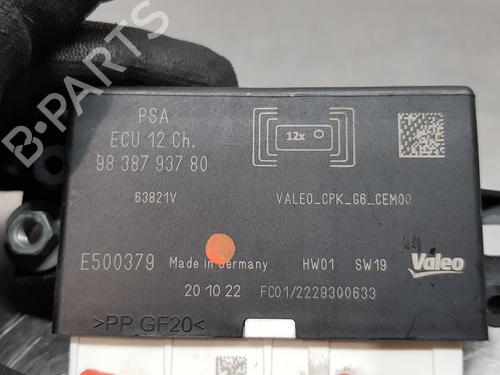 PSA
ECU 12 Ch.
98 387 937 80
12x
63821V
VALEO_CPK_G6_CEM00
E500379
Made in Germany
HW01
SW19
Valeo
20 10 22
FC01/2229300633
>PP GF20<